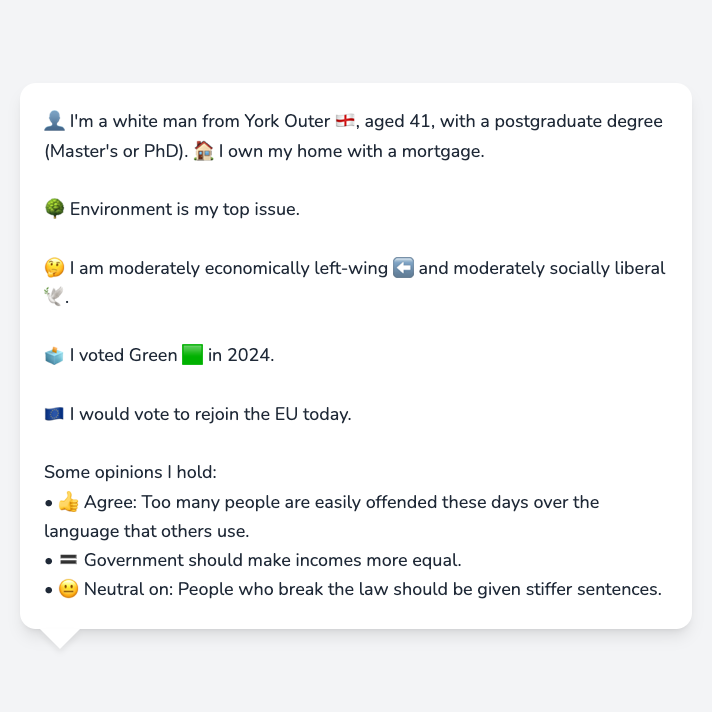 👤 I'm a white man from York Outer 🏴󠁧󠁢󠁥󠁮󠁧󠁿, aged 41, with a postgraduate degree
(Master's or PhD). 🏠 I own my home with a mortgage.
🌳 Environment is my top issue.
🤔 I am moderately economically left-wing ⬅️ and moderately socially liberal
🕊️.
🗳️ I voted Green 🟩 in 2024.
🇪🇺 I would vote to rejoin the EU today.
Some opinions I hold:
• 👍 Agree: Too many people are easily offended these days over the
language that others use.
• 🟰 Government should make incomes more equal.
• 😐 Neutral on: People who break the law should be given stiffer sentences.